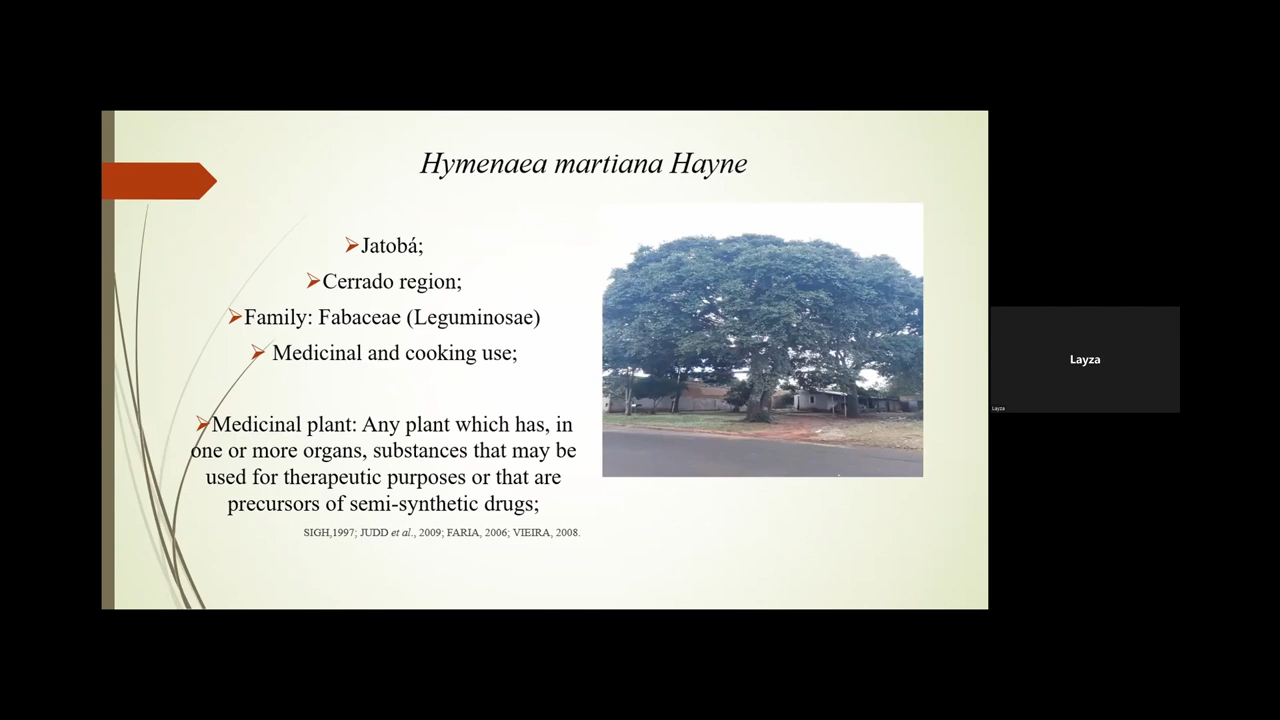 Hymenaea martiana Hayne
Jatobá;
Cerrado region;
Family: Fabaceae (Leguminosae)
Medicinal and cooking use;
Medicinal plant: Any plant which has, in
one or more organs, substances that may be
used for therapeutic purposes or that are
precursors of semi-synthetic drugs;
SIGH,1997; JUDD et al., 2009; FARIA, 2006; VIEIRA, 2008.
Layza
Layza